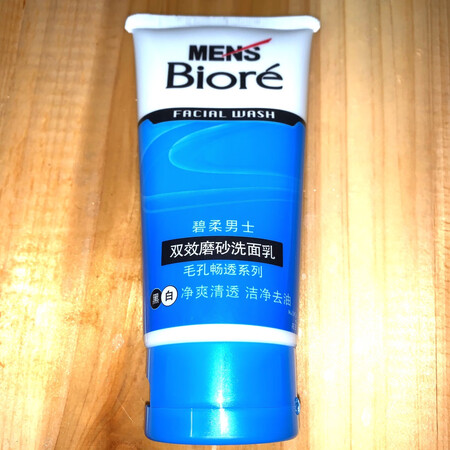 MENS
Bioré
FACIAL WASH
碧柔男士
双效磨砂洗面乳
毛孔畅透系列
黑 白 净爽清透 洁净去油